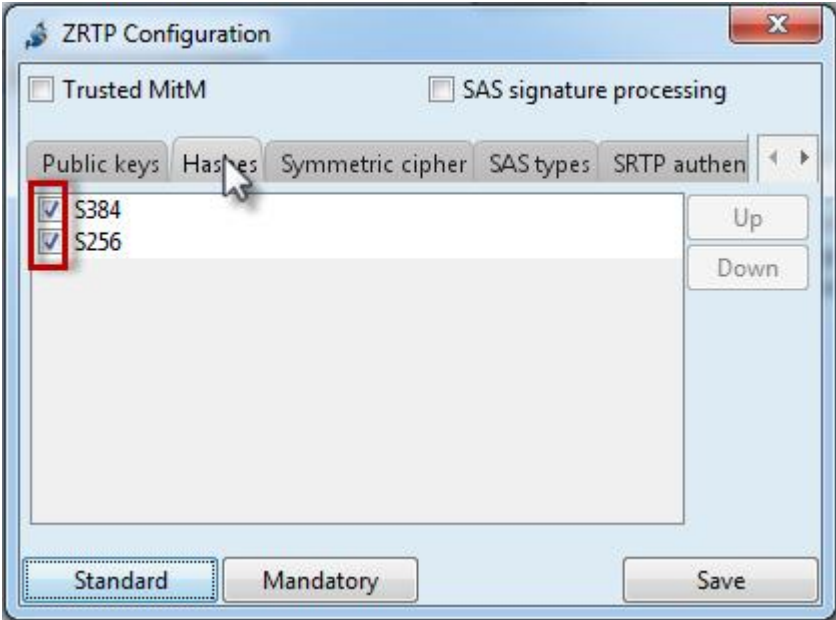 ZRTP Configuration
Trusted MitM
SAS signature processing
Public keys Hashes Symmetric cipher SAS types SRTP authen
S384
S256
Up
Down
Standard Mandatory Save